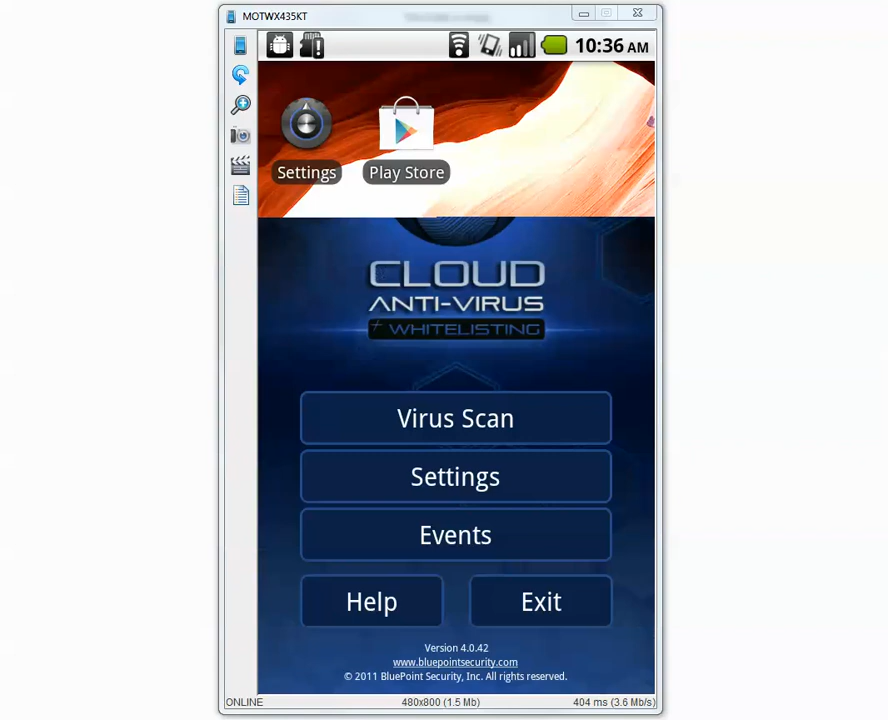 MOTWX435KT
10:36 AM
Settings
Play Store
CLOUD
ANTI-VIRUS
+ WHITELISTING
Virus Scan
Settings
Events
Help
Exit
Version 4.0.42
www.bluepointsecurity.com
© 2011 BluePoint Security, Inc. All rights reserved.
ONLINE
480x800 (1.5 Mb)
404 ms (3.6 Mb/s)